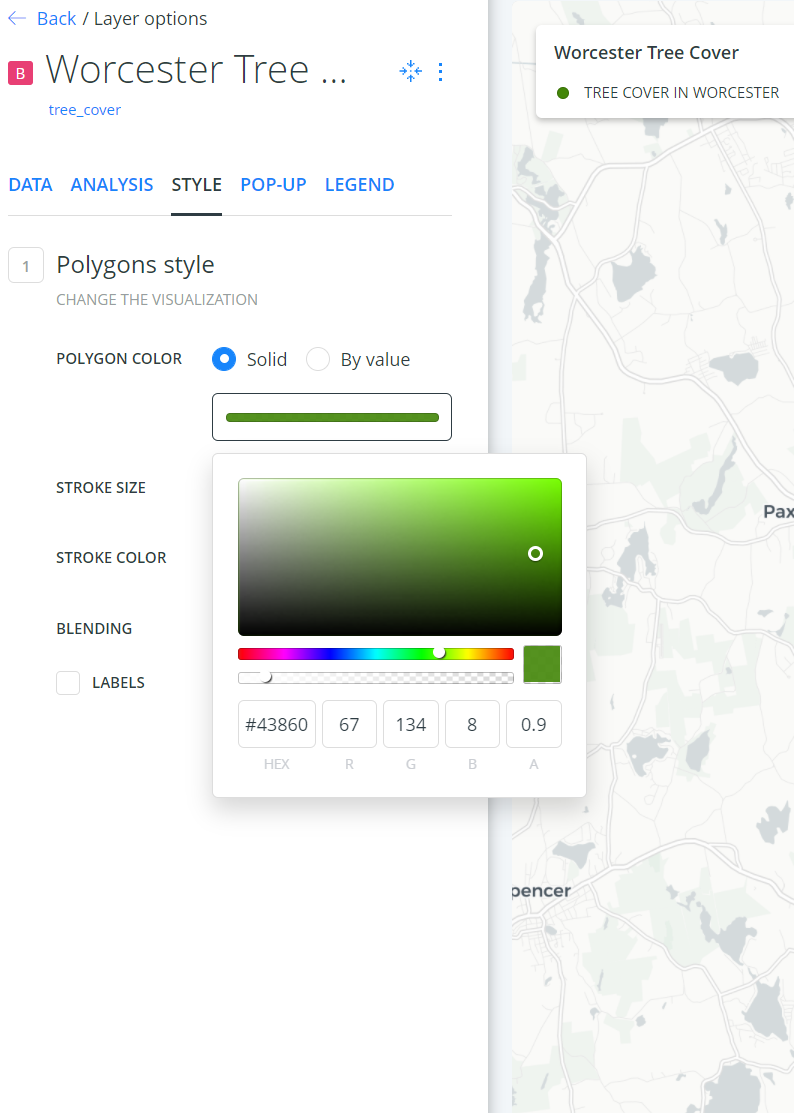 Back / Layer options
B Worcester Tree ...
tree_cover
DATA ANALYSIS STYLE POP-UP LEGEND
1 Polygons style
CHANGE THE VISUALIZATION
POLYGON COLOR Solid By value
STROKE SIZE
STROKE COLOR
BLENDING
LABELS
#43860 67 134 8 0.9
HEX R G B A
Worcester Tree Cover
TREE COVER IN WORCESTER
Pax
pencer